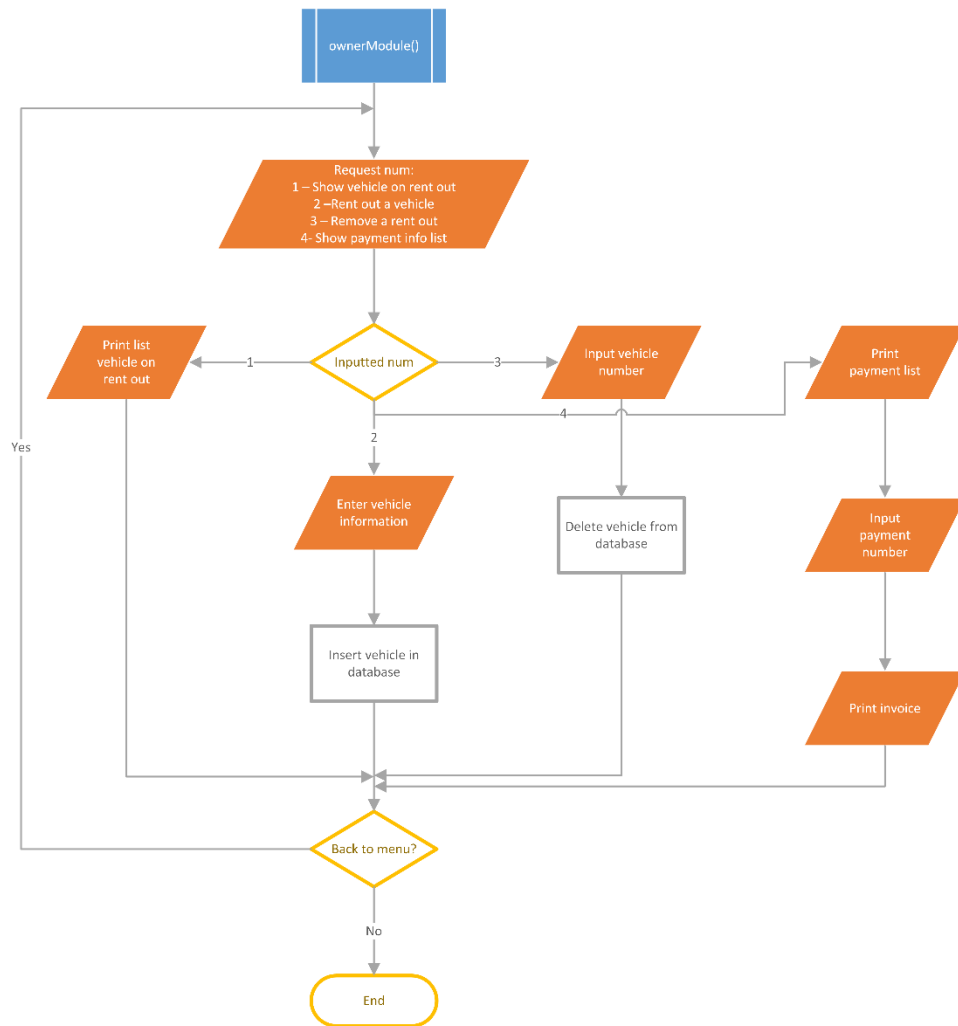 ownerModule()
Request num:
1 – Show vehicle on rent out
2 –Rent out a vehicle
3 – Remove a rent out
4- Show payment info list
Print list
vehicle on
rent out
1
Inputted num
3
Input vehicle
number
Print
payment list
4
2
Yes
Enter vehicle
information
Delete vehicle from
database
Input
payment
number
Insert vehicle in
database
Print invoice
Back to menu?
No
End